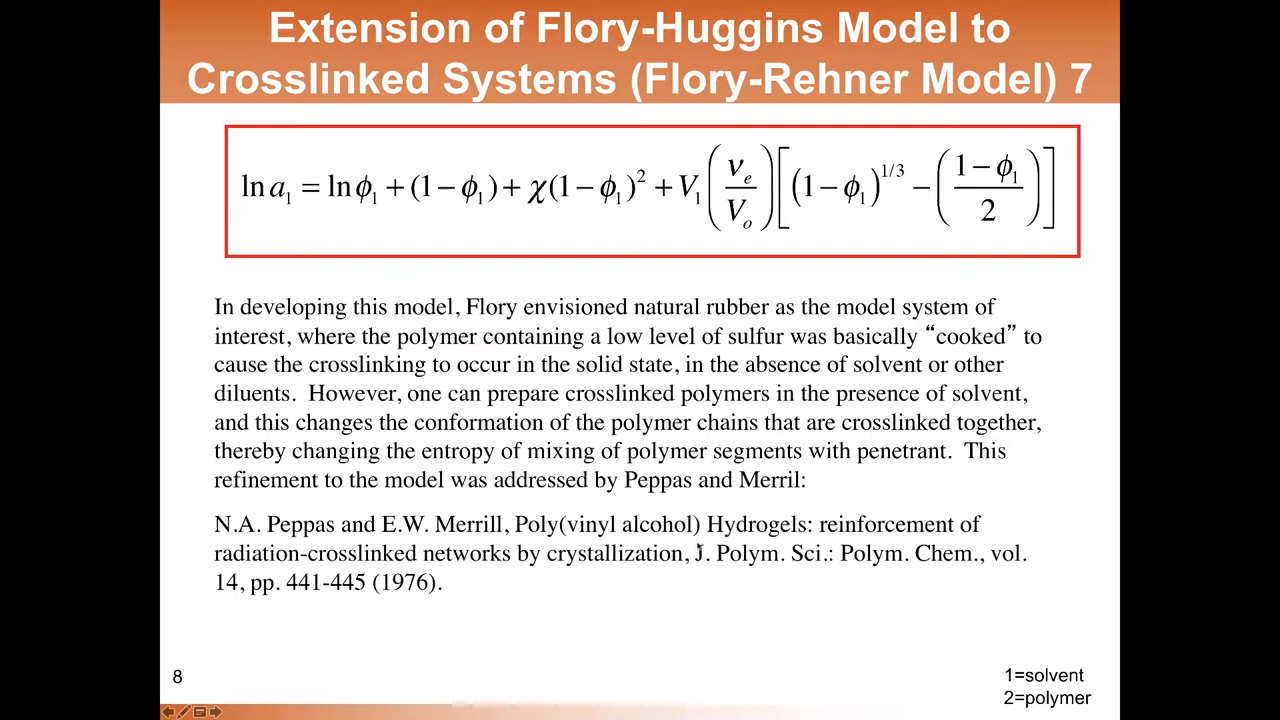 Extension of Flory-Huggins Model to
Crosslinked Systems (Flory-Rehner Model) 7
ln a₁ = ln ϕ₁ + (1 − ϕ₁) + χ(1 − ϕ₁)² + V₁ (νₑ / Vₒ) [(1 − ϕ₁)^1/3 − ((1 − ϕ₁) / 2)]
In developing this model, Flory envisioned natural rubber as the model system of
interest, where the polymer containing a low level of sulfur was basically “cooked” to
cause the crosslinking to occur in the solid state, in the absence of solvent or other
diluents. However, one can prepare crosslinked polymers in the presence of solvent,
and this changes the conformation of the polymer chains that are crosslinked together,
thereby changing the entropy of mixing of polymer segments with penetrant. This
refinement to the model was addressed by Peppas and Merril:
N.A. Peppas and E.W. Merrill, Poly(vinyl alcohol) Hydrogels: reinforcement of
radiation-crosslinked networks by crystallization, J. Polym. Sci.: Polym. Chem., vol.
14, pp. 441-445 (1976).
8
1=solvent
2=polymer